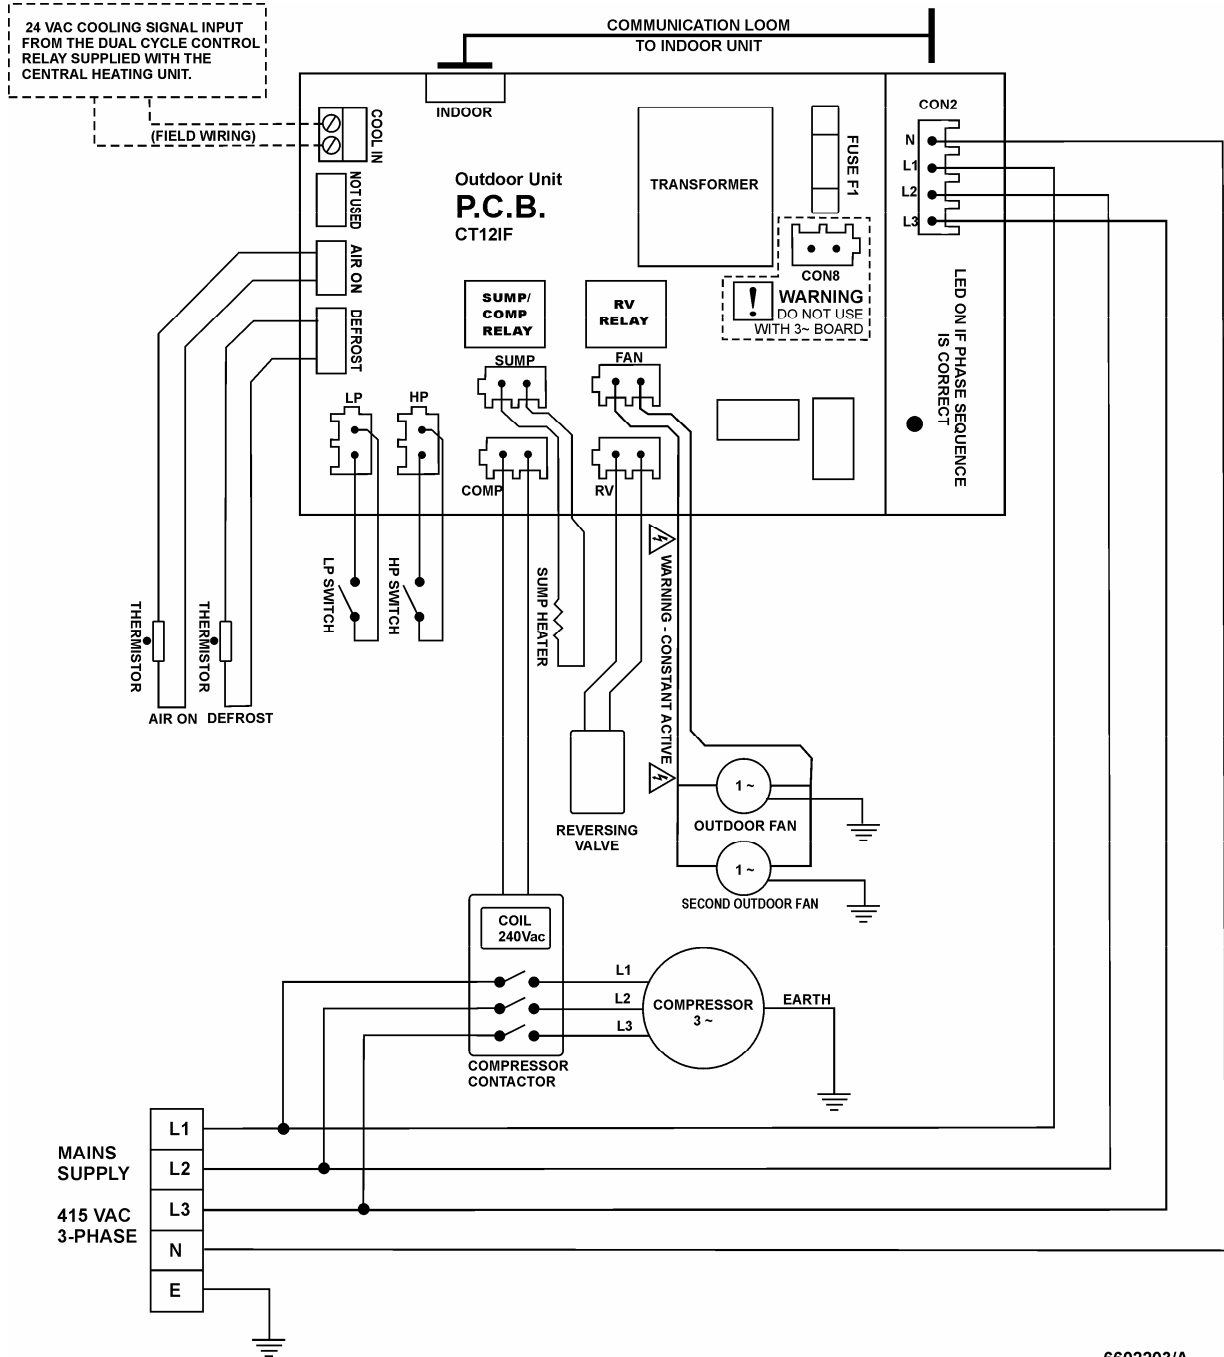 24 VAC COOLING SIGNAL INPUT
FROM THE DUAL CYCLE CONTROL
RELAY SUPPLIED WITH THE
CENTRAL HEATING UNIT.
COMMUNICATION LOOM
TO INDOOR UNIT
(FIELD WIRING)
COOL IN
INDOOR
NOT USED
AIR ON
DEFROST
Outdoor Unit
P.C.B.
CT12IF
TRANSFORMER
FUSE F1
CON2
N
L1
L2
L3
CON8
! WARNING
DO NOT USE
WITH 3~ BOARD
LED ON IF PHASE SEQUENCE
IS CORRECT
SUMP/
COMP
RELAY
RV
RELAY
SUMP
FAN
LP
HP
COMP
RV
LP SWITCH
HP SWITCH
SUMP HEATER
WARNING - CONSTANT ACTIVE
THERMISTOR
THERMISTOR
AIR ON
DEFROST
REVERSING
VALVE
1 ~
OUTDOOR FAN
1 ~
SECOND OUTDOOR FAN
COIL
240Vac
L1
L2
L3
COMPRESSOR
3 ~
EARTH
COMPRESSOR
CONTACTOR
MAINS
SUPPLY
415 VAC
3-PHASE
L1
L2
L3
N
E